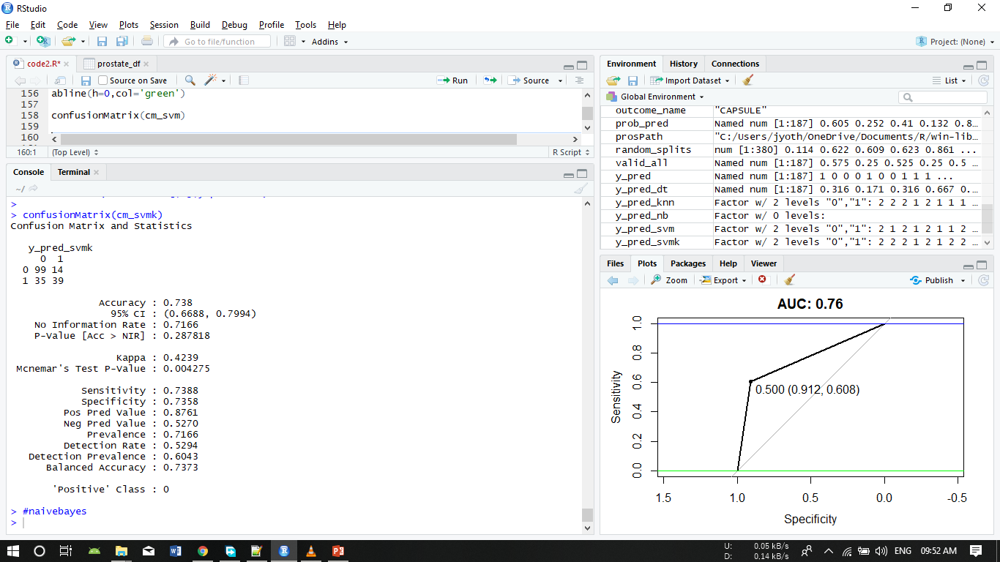 RStudio
File Edit Code View Plots Session Build Debug Profile Tools Help
Go to file/function Addins Project: (None)
code2.R* prostate_df
Source on Save Run Source
156 abline(h=0,col='green')
157
158 confusionMatrix(cm_svm)
159
160
160:1 (Top Level) R Script
Console Terminal
~/
>
> confusionMatrix(cm_svmk)
Confusion Matrix and Statistics
y_pred_svmk
0 1
0 99 14
1 35 39
Accuracy : 0.738
95% CI : (0.6688, 0.7994)
No Information Rate : 0.7166
P-Value [Acc > NIR] : 0.287818
Kappa : 0.4239
Mcnemar's Test P-Value : 0.004275
Sensitivity : 0.7388
Specificity : 0.7358
Pos Pred Value : 0.8761
Neg Pred Value : 0.5270
Prevalence : 0.7166
Detection Rate : 0.5294
Detection Prevalence : 0.6043
Balanced Accuracy : 0.7373
'Positive' Class : 0
> #naivebayes
>
Environment History Connections
Import Dataset List
Global Environment
outcome_name "CAPSULE"
prob_pred Named num [1:187] 0.605 0.252 0.41 0.132 0.8…
prosPath "C:/Users/jyoth/OneDrive/Documents/R/win-lib…
random_splits num [1:380] 0.114 0.622 0.609 0.623 0.861 ...
valid_all Named num [1:187] 0.575 0.25 0.525 0.25 0.5 …
y_pred Named num [1:187] 1 0 0 0 1 0 0 1 1 1 ...
y_pred_dt Named num [1:187] 0.316 0.171 0.316 0.667 0.…
y_pred_knn Factor w/ 2 levels "0","1": 2 2 2 1 2 1 1 1 …
y_pred_nb Factor w/ 0 levels:
y_pred_svm Factor w/ 2 levels "0","1": 2 1 2 1 2 1 1 2 …
y_pred_svmk Factor w/ 2 levels "0","1": 2 2 2 1 2 1 2 2 …
Files Plots Packages Help Viewer
Zoom Export Publish
AUC: 0.76
Sensitivity
1.0
0.8
0.6
0.4
0.2
0.0
0.500 (0.912, 0.608)
1.5 1.0 0.5 0.0 -0.5
Specificity
U: 0.05 kB/s
D: 0.14 kB/s
ENG 09:52 AM